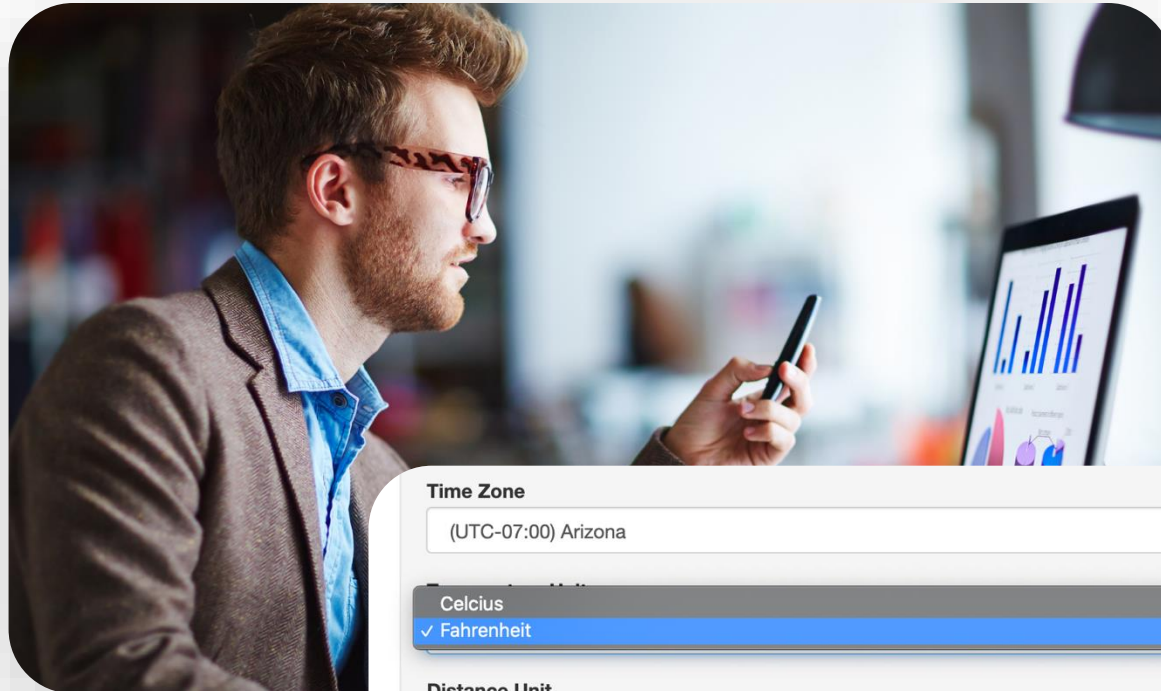 Time Zone
(UTC-07:00) Arizona
Celcius
✓ Fahrenheit
Distance Unit